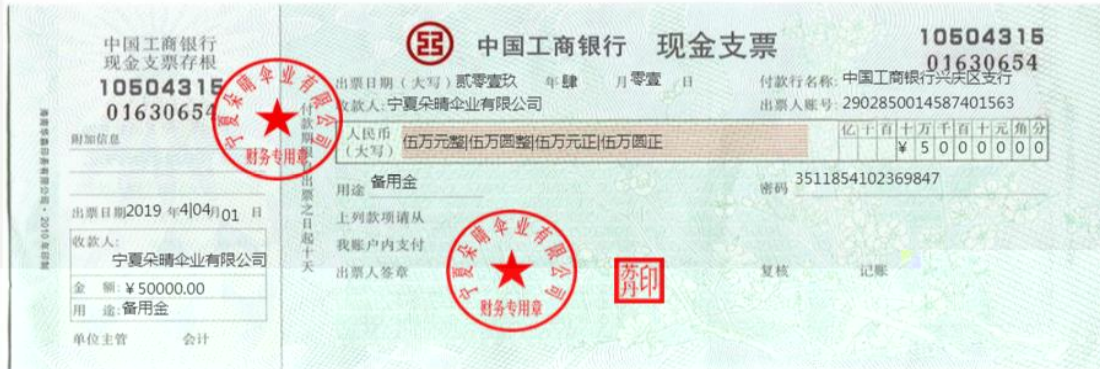 中国工商银行
现金支票存根
10504315
01630654
附加信息
出票日期2019 年4|04月01 日
收款人:
宁夏朵晴伞业有限公司
金 额:¥50000.00
用 途:备用金
单位主管 会计
宁夏朵晴伞业有限公司
财务专用章
付款期限自出票之日起十天
中国工商银行 现金支票
10504315
01630654
出票日期(大写)贰零壹玖 年肆 月零壹 日
付款行名称:中国工商银行兴庆区支行
收款人:宁夏朵晴伞业有限公司
出票人账号:2902850014587401563
人民币
(大写)
伍万元整|伍万圆整|伍万元正|伍万圆正
亿千百十万千百十元角分
¥5000000
用途 备用金
密码 3511854102369847
上列款项请从
我账户内支付
出票人签章
宁夏朵晴伞业有限公司
财务专用章
苏丹印
复核 记账